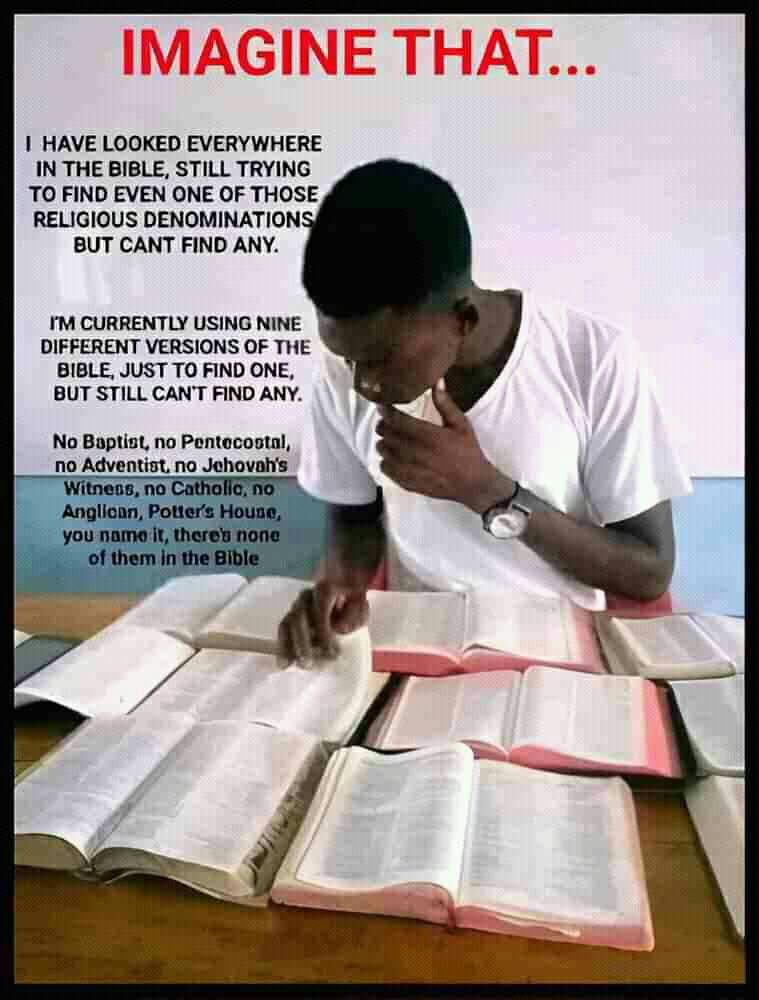 IMAGINE THAT...
I HAVE LOOKED EVERYWHERE
IN THE BIBLE, STILL TRYING
TO FIND EVEN ONE OF THOSE
RELIGIOUS DENOMINATIONS
BUT CANT FIND ANY.
I'M CURRENTLY USING NINE
DIFFERENT VERSIONS OF THE
BIBLE, JUST TO FIND ONE,
BUT STILL CAN'T FIND ANY.
No Baptist, no Pentecostal,
no Adventist, no Jehovah's
Witness, no Catholic, no
Anglican, Potter's House,
you name it, there's none
of them in the Bible